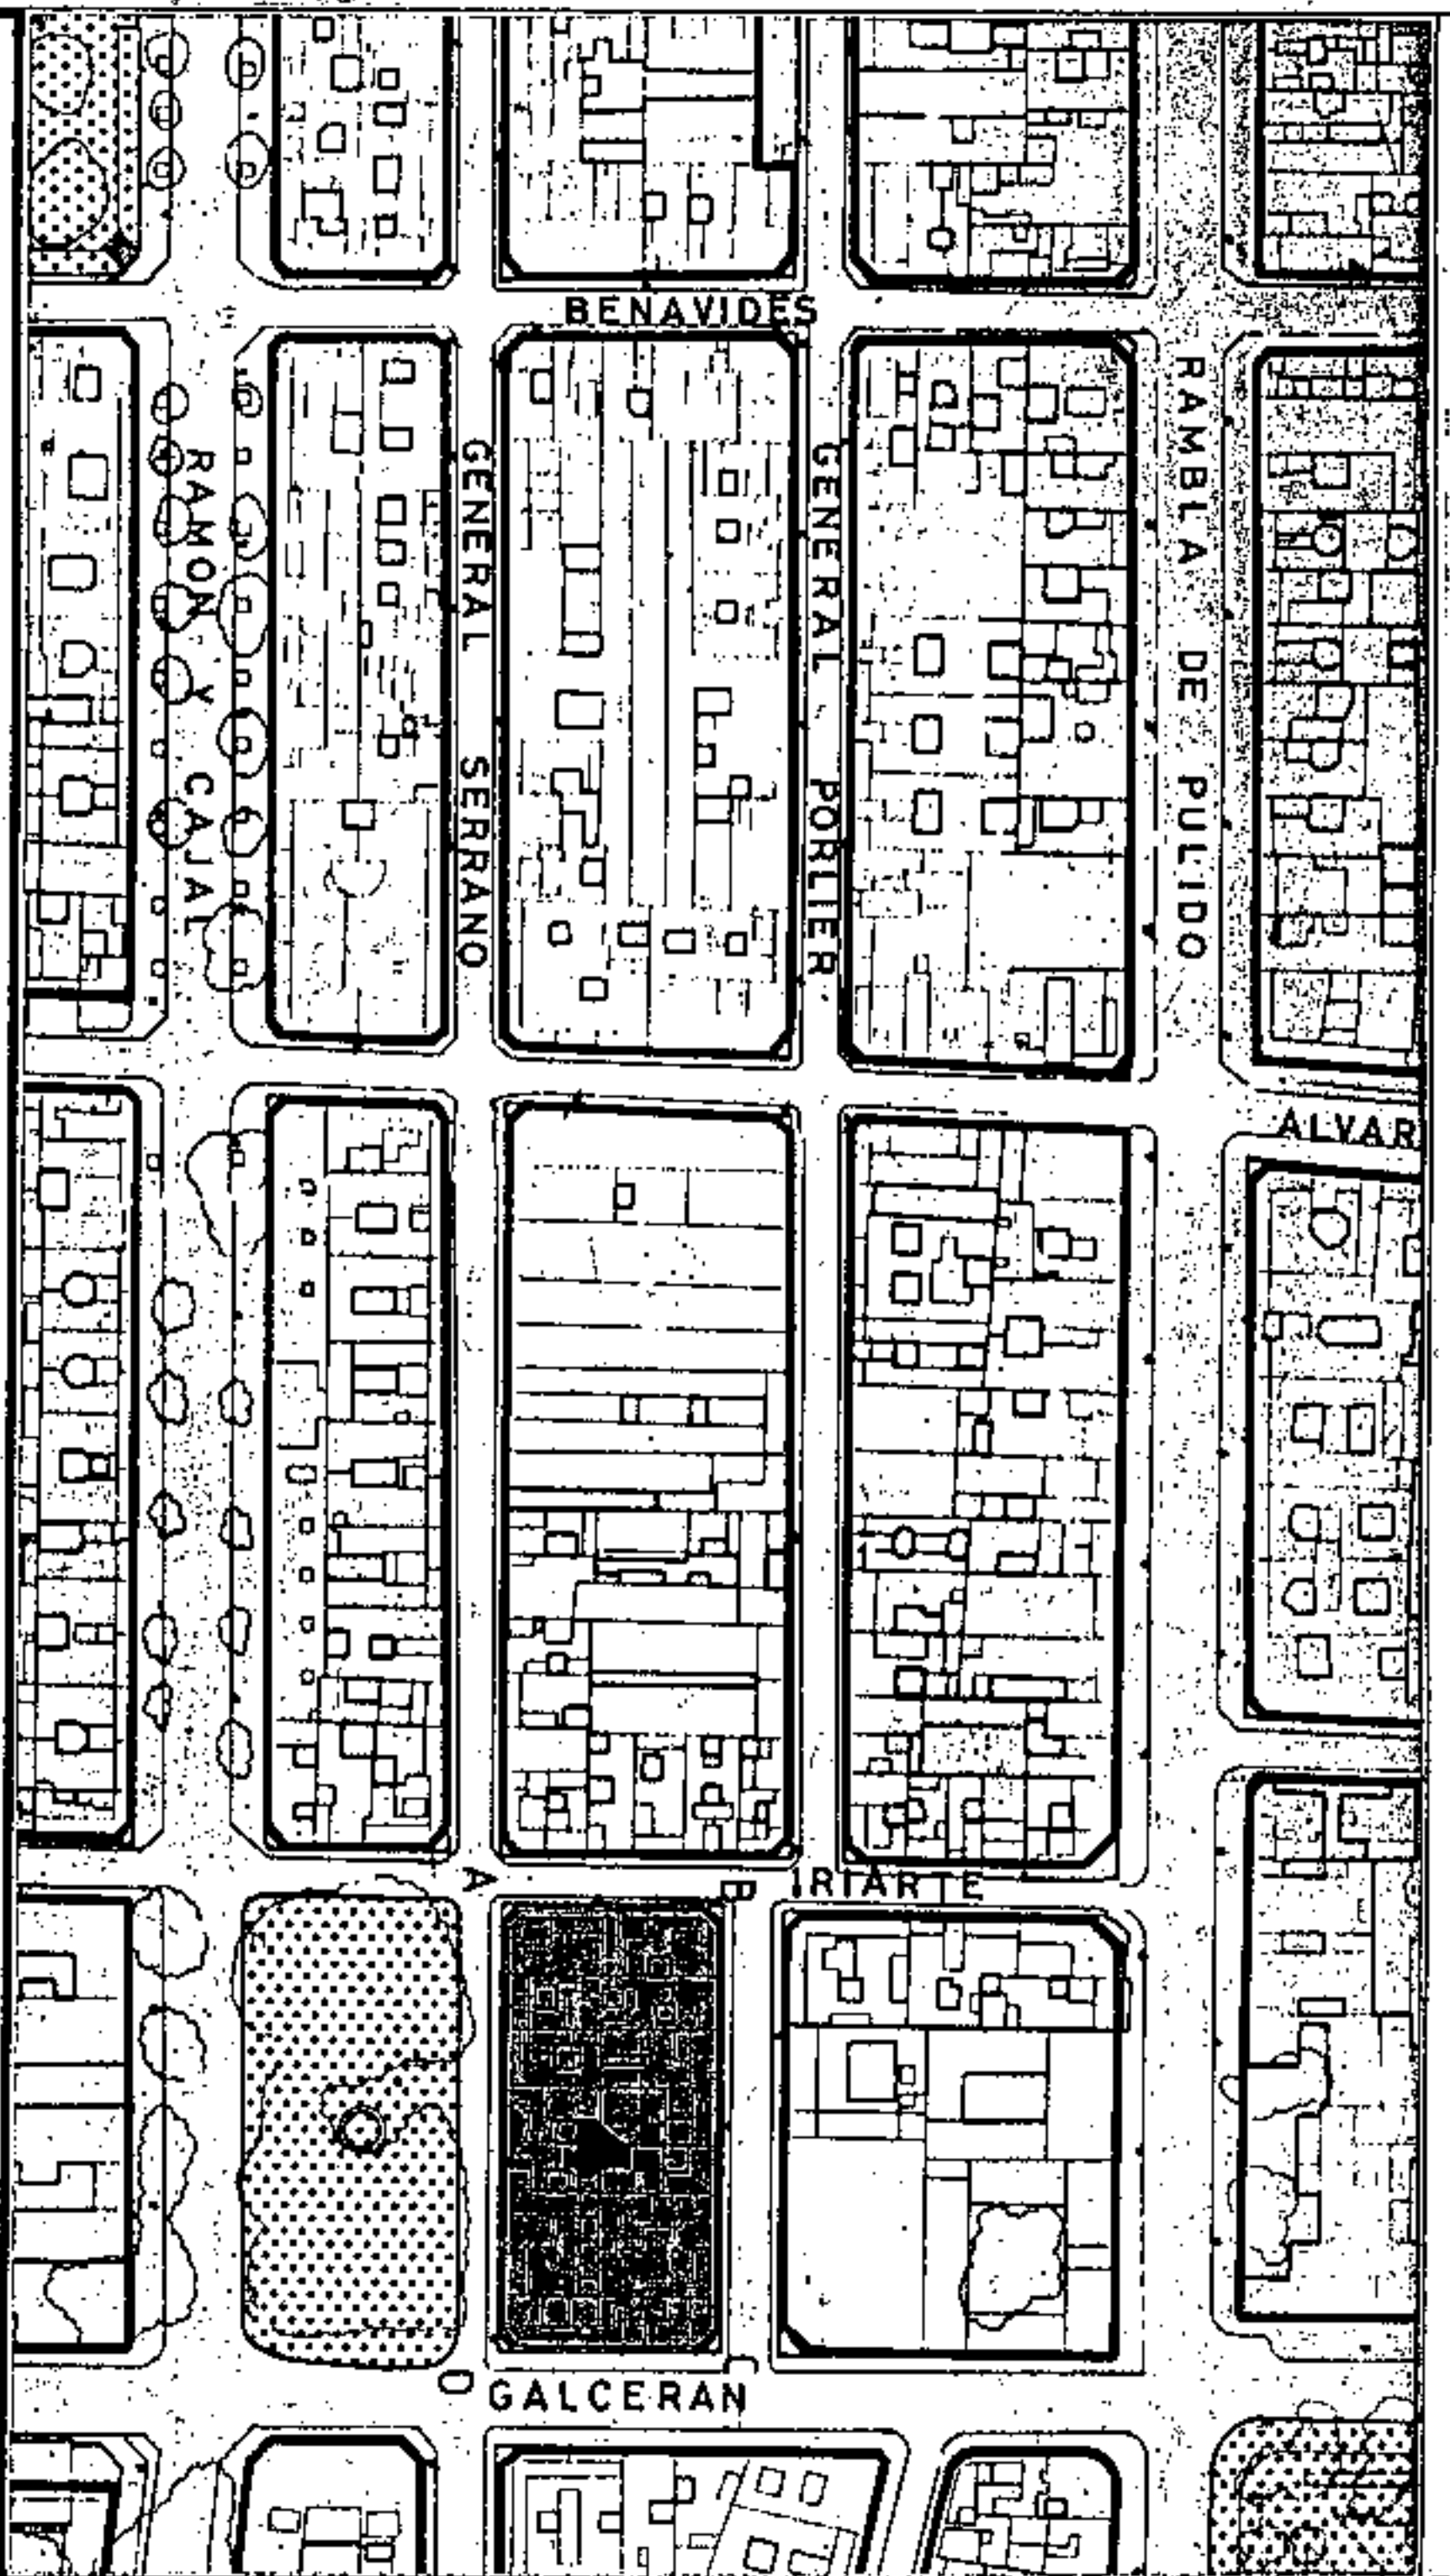 BENAVIDES
RAMON Y CAJAL
GENERAL SERRANO
GENERAL PORLIER
RAMBLA DE PULIDO
ALVAR
A
B
IRIARTE
D
C
GALCERAN